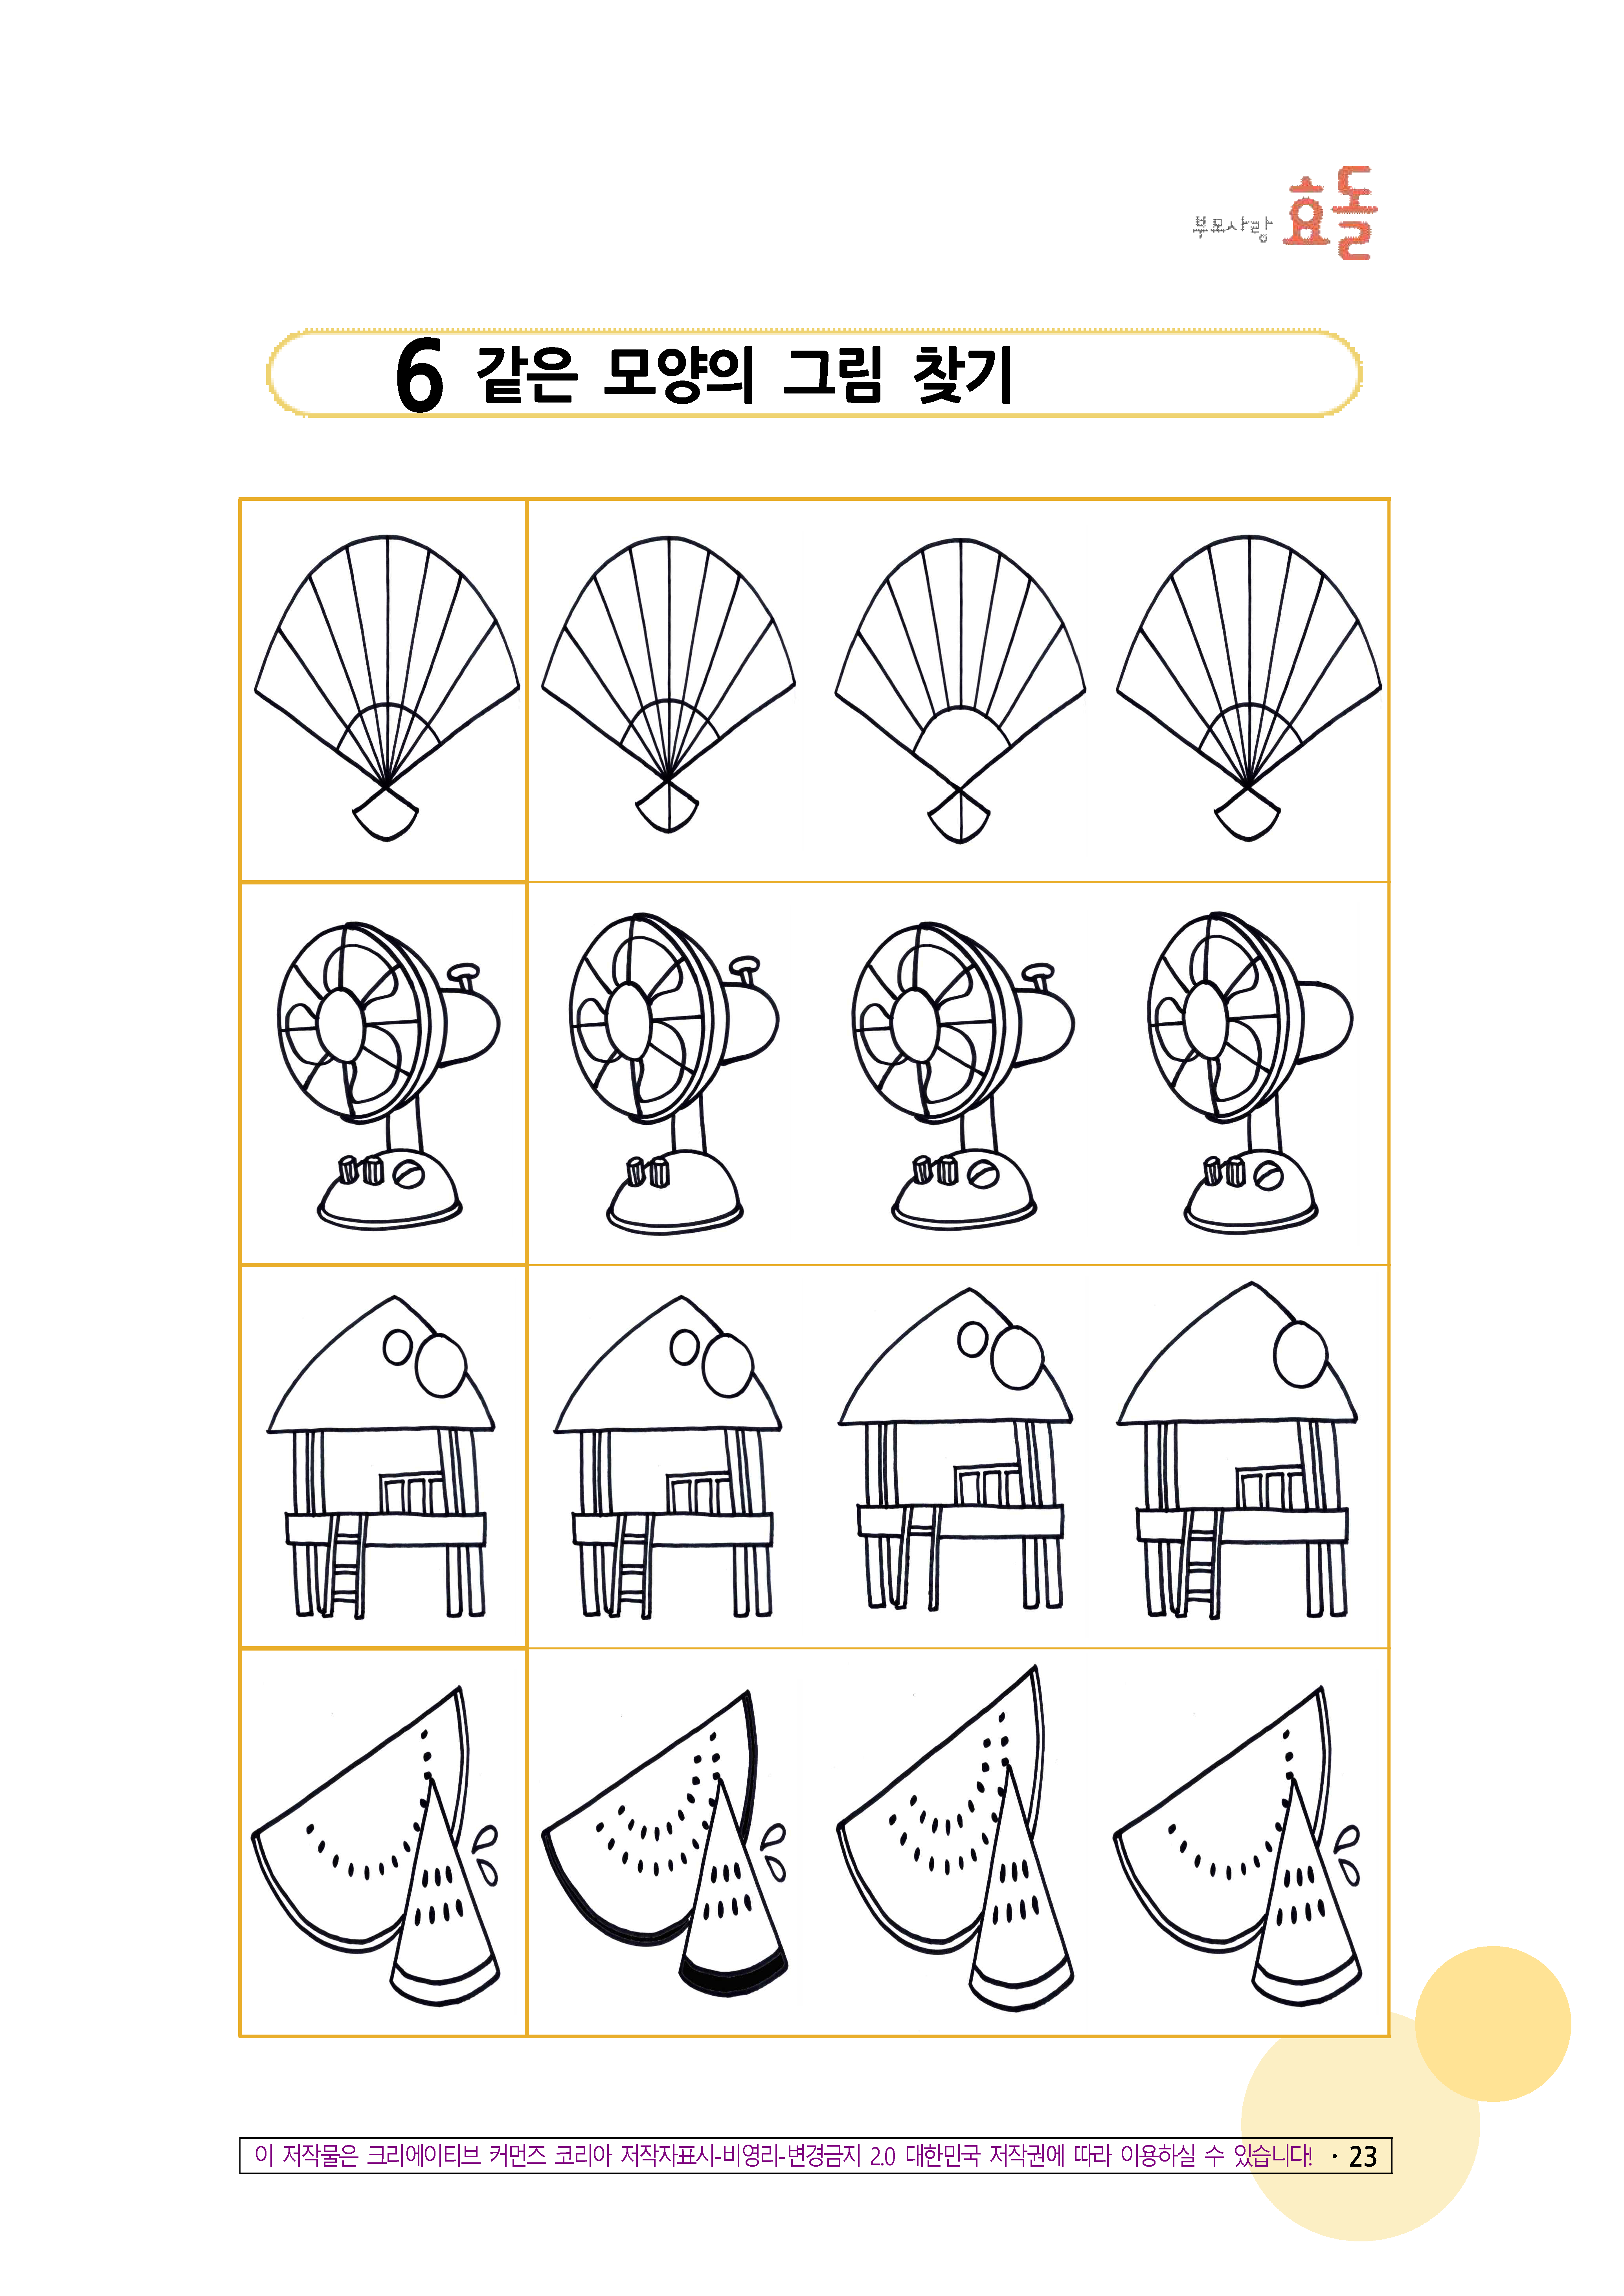 부모사랑 효돌
6 같은 모양의 그림 찾기
이 저작물은 크리에이티브 커먼즈 코리아 저작자표시-비영리-변경금지 2.0 대한민국 저작권에 따라 이용하실 수 있습니다! · 23